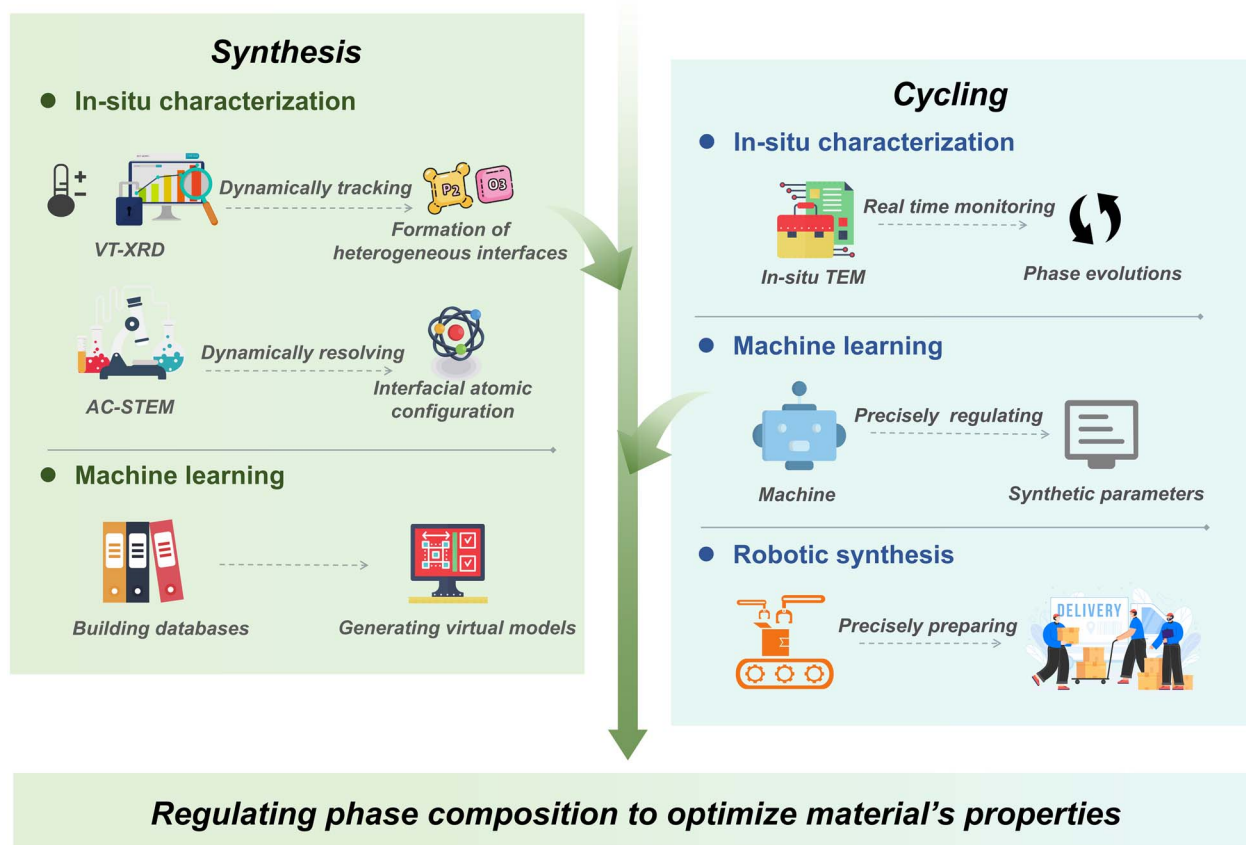 Synthesis
In-situ characterization
Dynamically tracking
P2
O3
VT-XRD
Formation of
heterogeneous interfaces
Dynamically resolving
AC-STEM
Interfacial atomic
configuration
Machine learning
Building databases
Generating virtual models
Cycling
In-situ characterization
Real time monitoring
In-situ TEM
Phase evolutions
Machine learning
Precisely regulating
Machine
Synthetic parameters
Robotic synthesis
Precisely preparing
DELIVERY
Regulating phase composition to optimize material’s properties